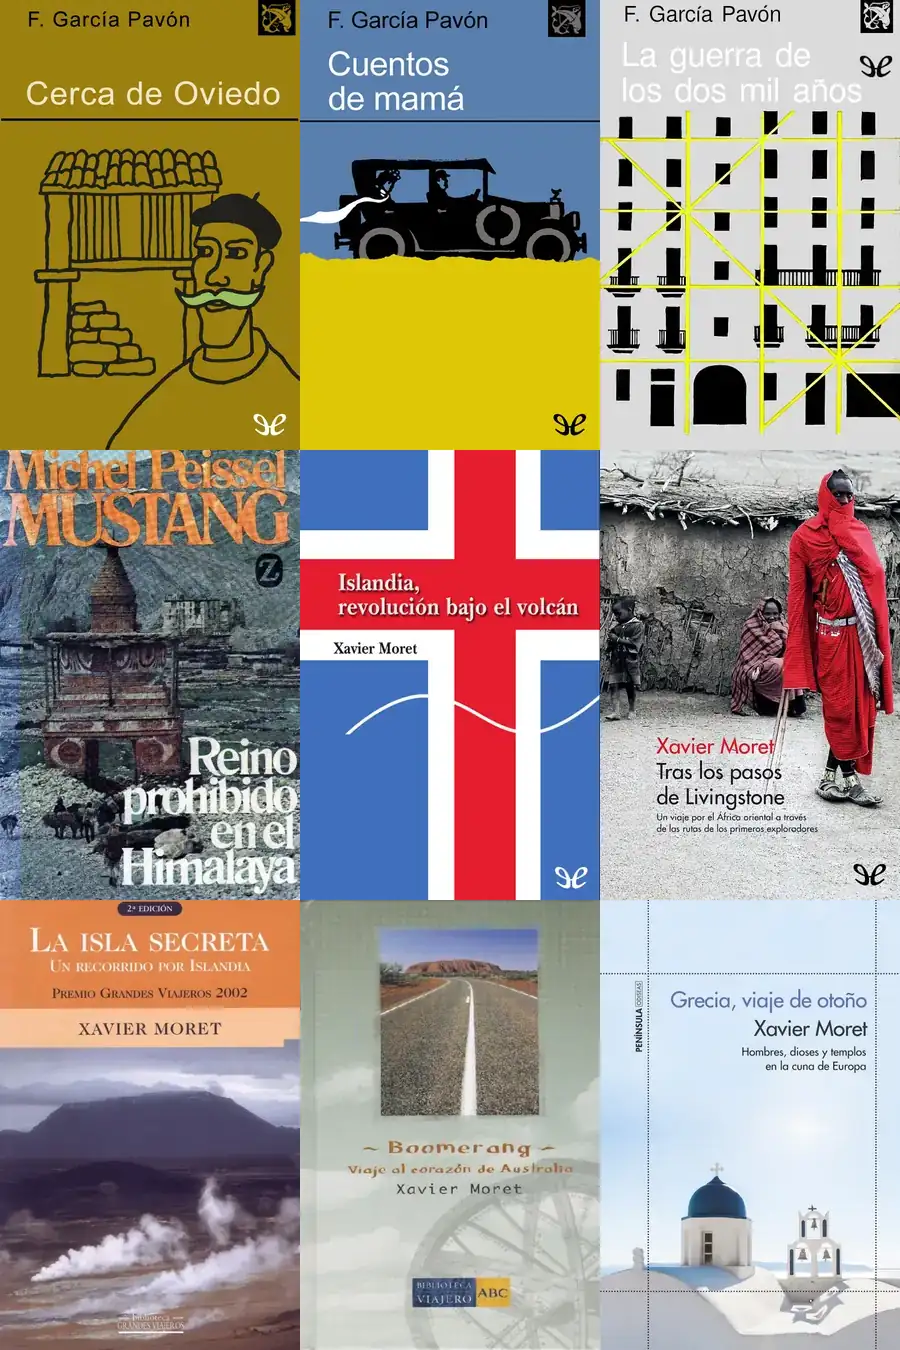 F. García Pavón
Cerca de Oviedo
F. García Pavón
Cuentos
de mamá
F. García Pavón
La guerra de
los dos mil años
Michel Peissel
MUSTANG
Z
Reino
prohibido
en el
Himalaya
Islandia,
revolución bajo el volcán
Xavier Moret
Xavier Moret
Tras los pasos
de Livingstone
Un viaje por el África oriental a través
de las rutas de los primeros exploradores
2ª EDICIÓN
LA ISLA SECRETA
UN RECORRIDO POR ISLANDIA
PREMIO GRANDES VIAJEROS 2002
XAVIER MORET
Biblioteca
GRANDES VIAJEROS
~ Boomerang ~
Viaje al corazón de Australia
Xavier Moret
BIBLIOTECA
VIAJERO
ABC
PENÍNSULA ODISEAS
Grecia, viaje de otoño
Xavier Moret
Hombres, dioses y templos
en la cuna de Europa